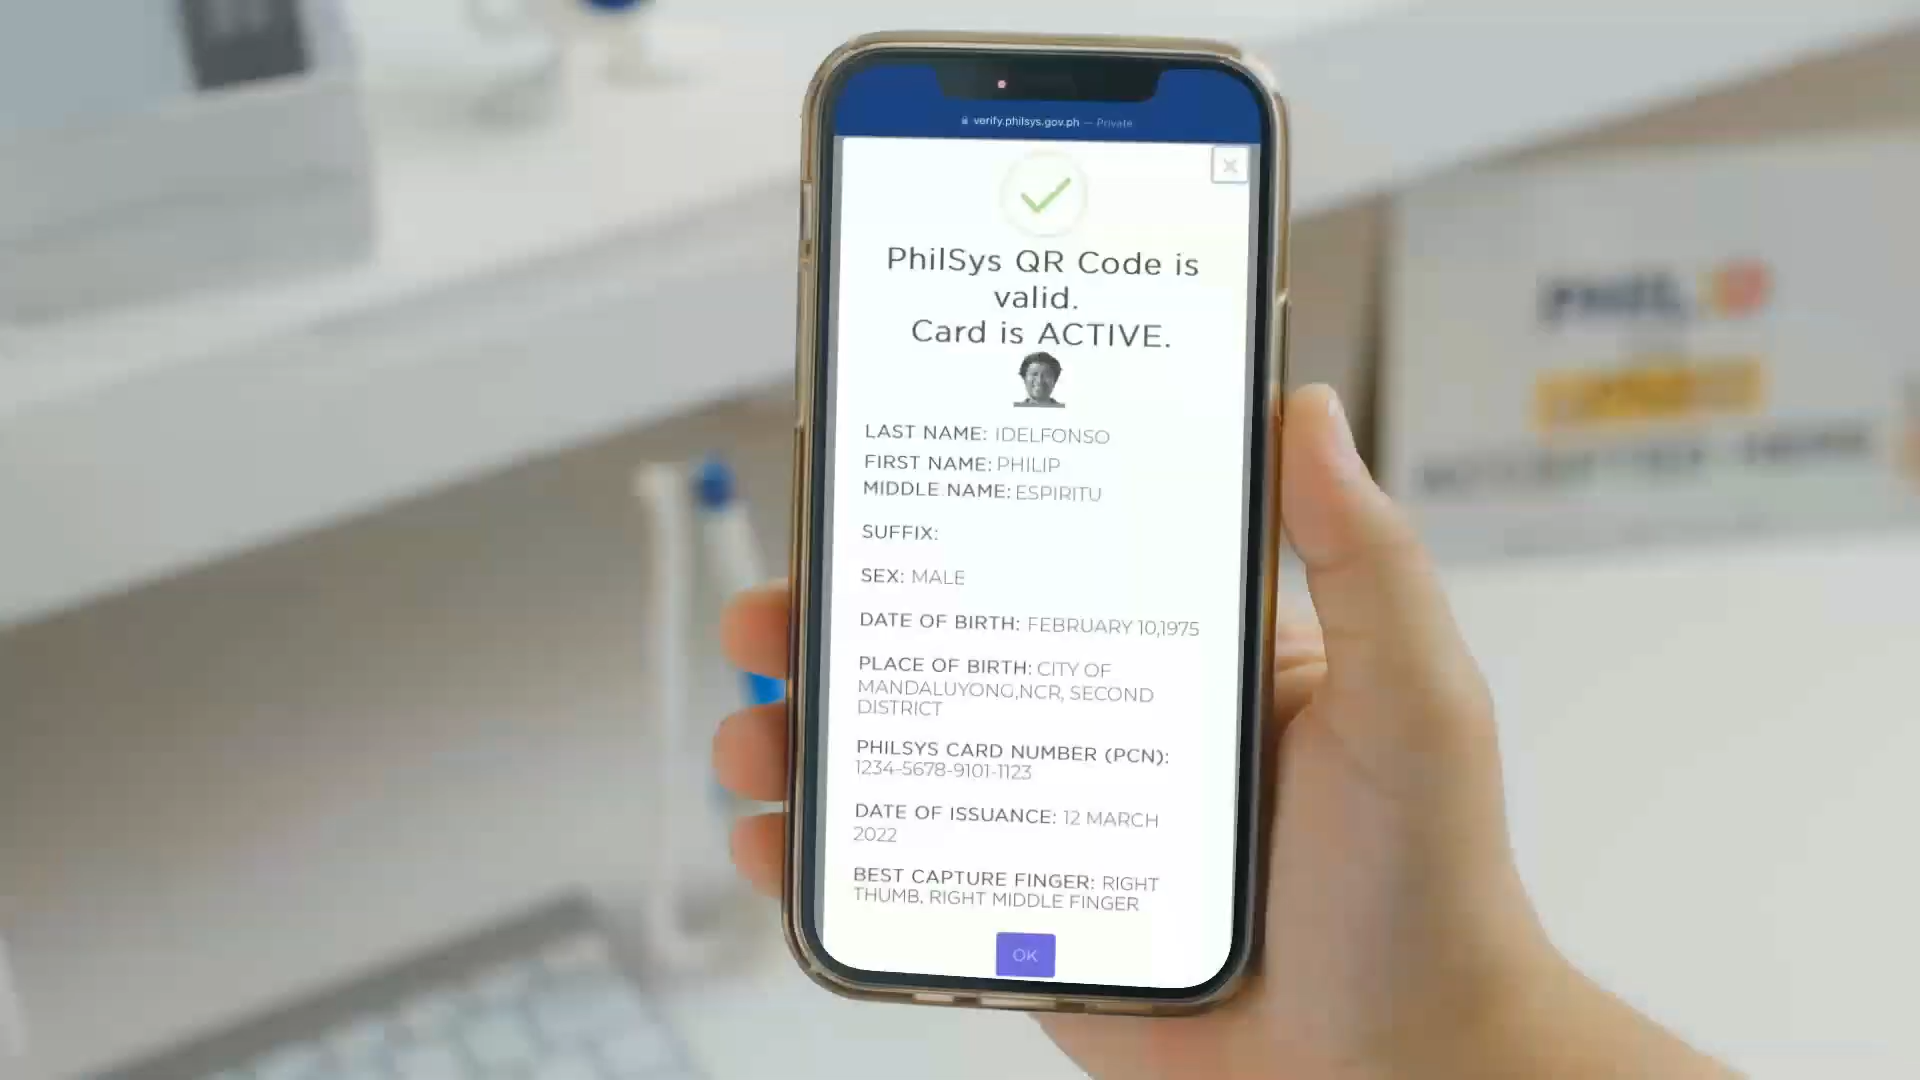 verify.philsys.gov.ph — Private
PhilSys QR Code is
valid.
Card is ACTIVE.
LAST NAME: IDELFONSO
FIRST NAME: PHILIP
MIDDLE NAME: ESPIRITU
SUFFIX:
SEX: MALE
DATE OF BIRTH: FEBRUARY 10,1975
PLACE OF BIRTH: CITY OF
MANDALUYONG,NCR, SECOND
DISTRICT
PHILSYS CARD NUMBER (PCN):
1234-5678-9101-1123
DATE OF ISSUANCE: 12 MARCH
2022
BEST CAPTURE FINGER: RIGHT
THUMB, RIGHT MIDDLE FINGER
OK